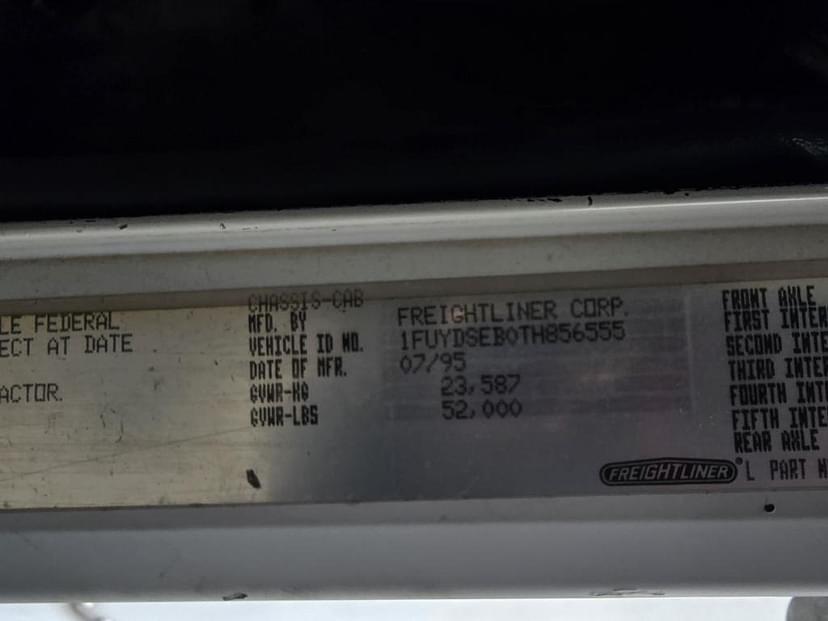 LE FEDERAL
ECT AT DATE
ACTOR.
CHASSIS-CAB
MFD. BY FREIGHTLINER CORP.
VEHICLE ID NO. 1FUYDSEB0TH856555
DATE OF MFR. 07/95
GVWR-KG 23,587
GVWR-LBS 52,000
FRONT AXLE
FIRST INTER
SECOND INTE
THIRD INTER
FOURTH INTE
FIFTH INTE
REAR AXLE
FREIGHTLINER L PART N